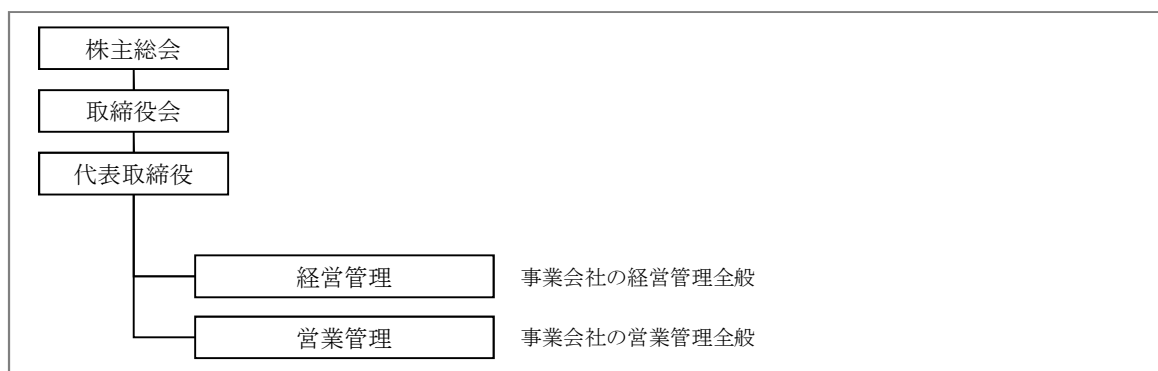 株主総会
取締役会
代表取締役
経営管理 事業会社の経営管理全般
営業管理 事業会社の営業管理全般